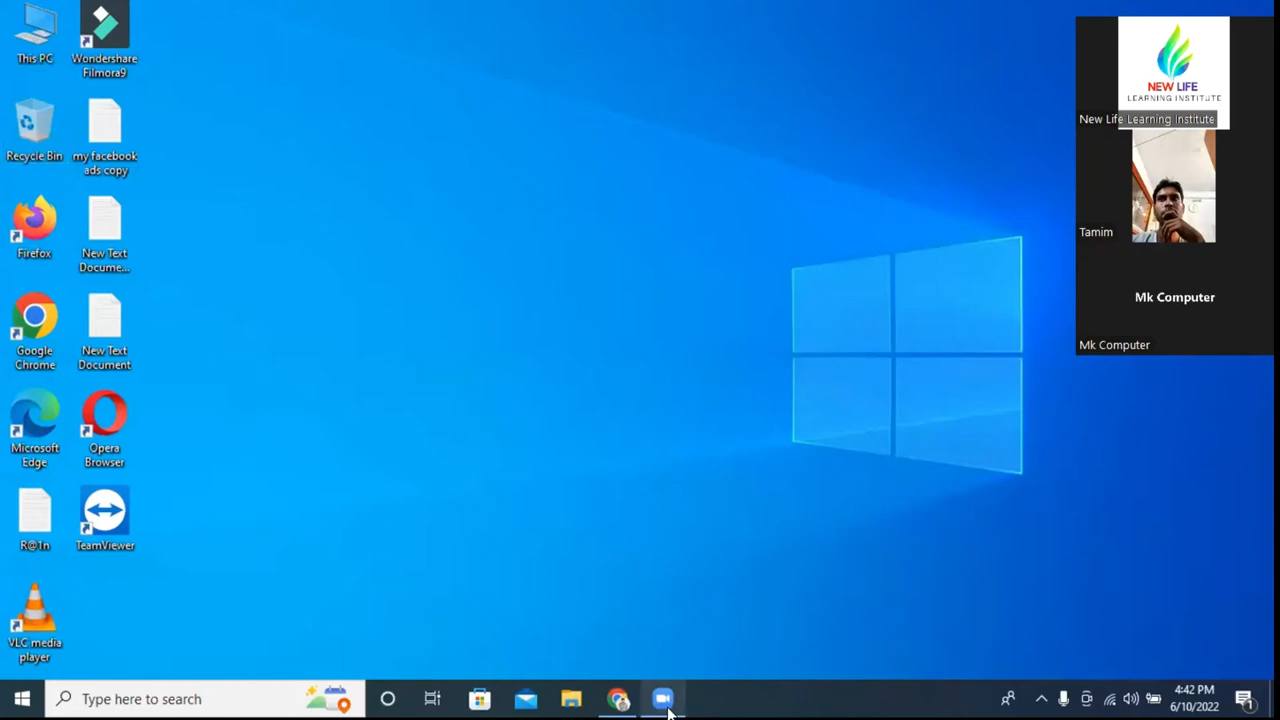 This PC
Wondershare
Filmora9
Recycle Bin
my facebook
ads copy
Firefox
New Text
Docume...
Google
Chrome
New Text
Document
Microsoft
Edge
Opera
Browser
R@1n
TeamViewer
VLC media
player
NEW LIFE
LEARNING INSTITUTE
New Life Learning Institute
Tamim
Mk Computer
Mk Computer
Type here to search
4:42 PM
6/10/2022
1